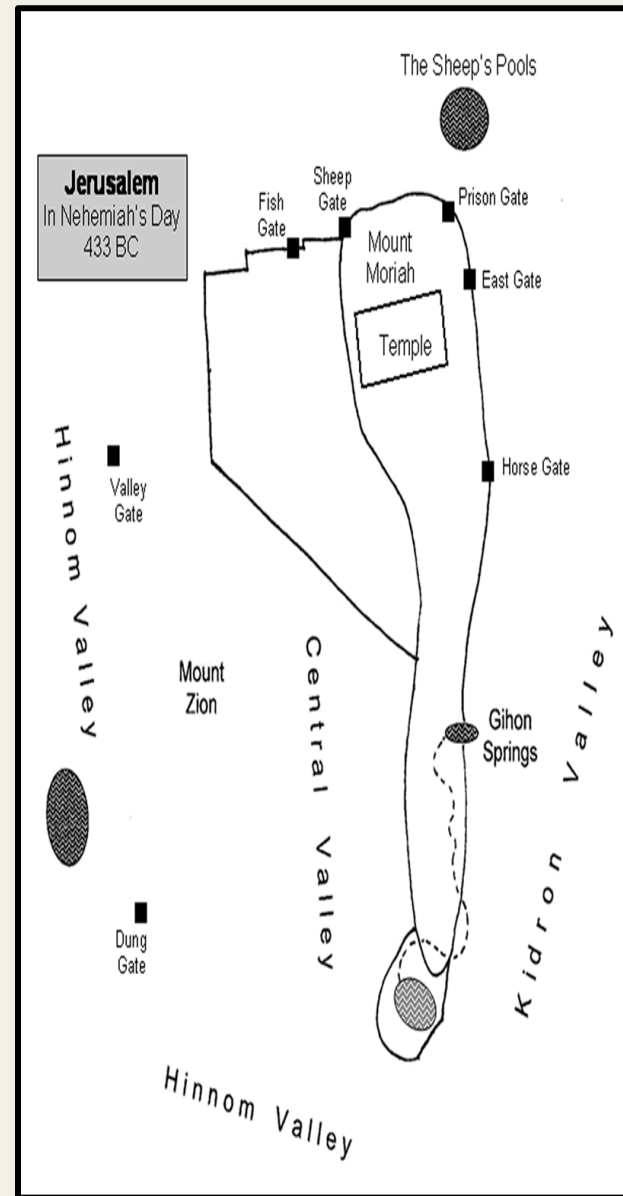 The Sheep's Pools
Jerusalem
In Nehemiah's Day
433 BC
Fish
Gate
Sheep
Gate
Prison Gate
Mount
Moriah
East Gate
Temple
Horse Gate
Valley
Gate
Hinnom Valley
Mount
Zion
Central Valley
Gihon
Springs
Kidron Valley
Dung
Gate
Hinnom Valley